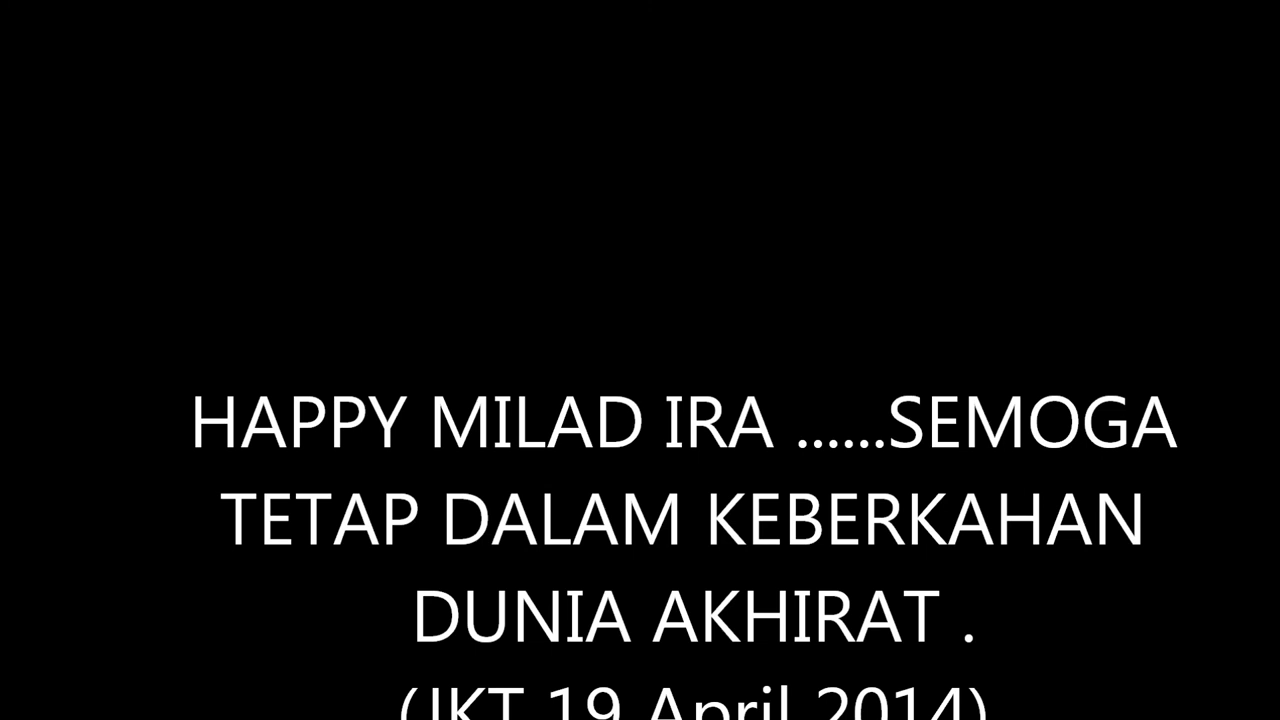 HAPPY MILAD IRA ......SEMOGA
TETAP DALAM KEBERKAHAN
DUNIA AKHIRAT .
(JKT 19 April 2014)